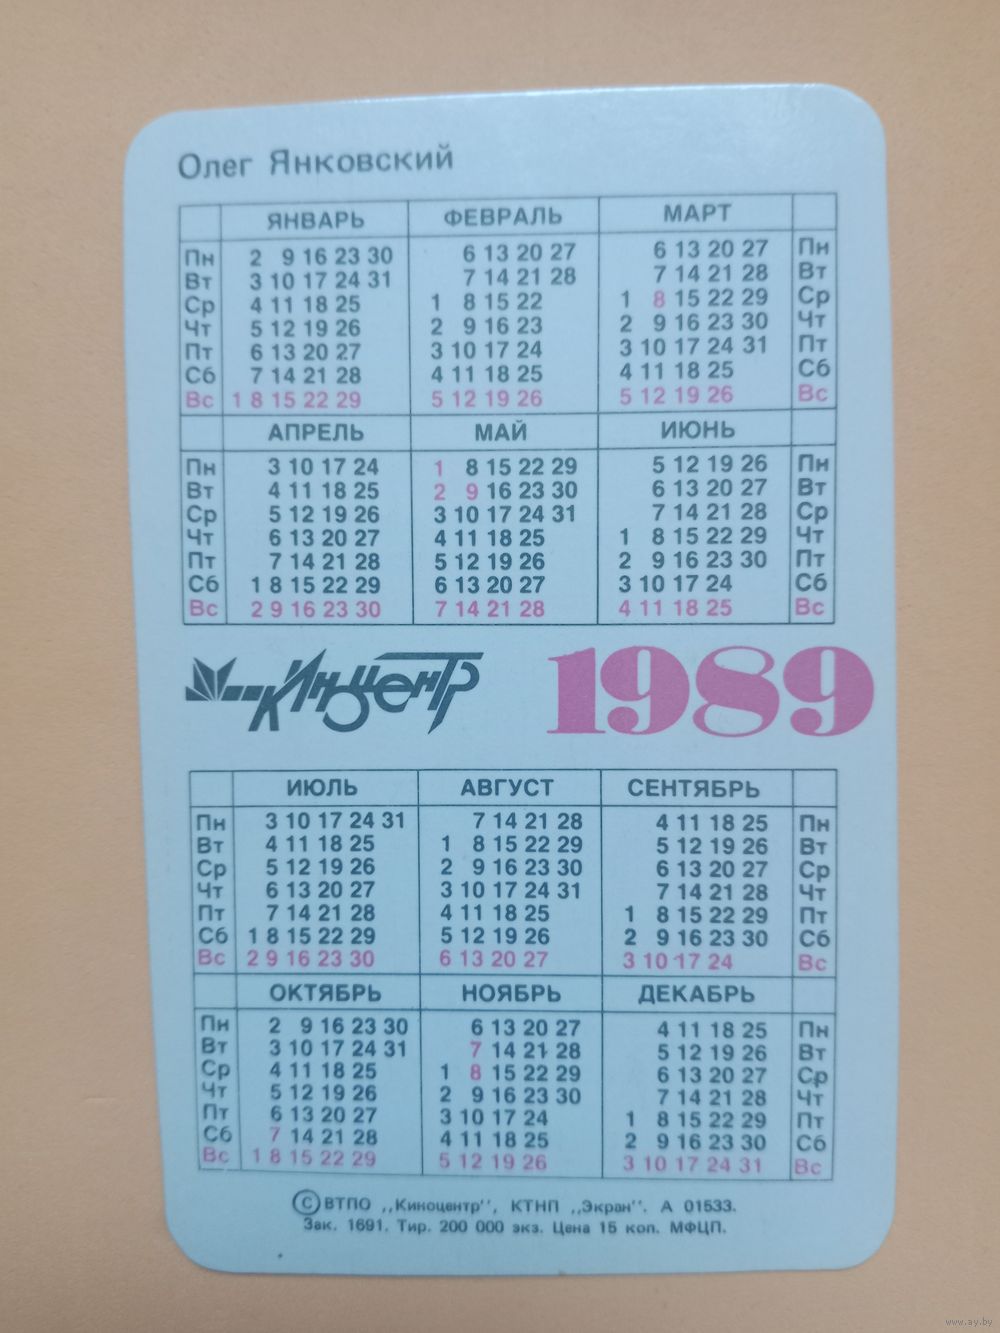 Олег Янковский
ЯНВАРЬ ФЕВРАЛЬ МАРТ
Пн 2 9 16 23 30 6 13 20 27 6 13 20 27 Пн
Вт 3 10 17 24 31 7 14 21 28 7 14 21 28 Вт
Ср 4 11 18 25 1 8 15 22 1 8 15 22 29 Ср
Чт 5 12 19 26 2 9 16 23 2 9 16 23 30 Чт
Пт 6 13 20 27 3 10 17 24 3 10 17 24 31 Пт
Сб 7 14 21 28 4 11 18 25 4 11 18 25 Сб
Вс 1 8 15 22 29 5 12 19 26 5 12 19 26 Вс
АПРЕЛЬ МАЙ ИЮНЬ
Пн 3 10 17 24 1 8 15 22 29 5 12 19 26 Пн
Вт 4 11 18 25 2 9 16 23 30 6 13 20 27 Вт
Ср 5 12 19 26 3 10 17 24 31 7 14 21 28 Ср
Чт 6 13 20 27 4 11 18 25 1 8 15 22 29 Чт
Пт 7 14 21 28 5 12 19 26 2 9 16 23 30 Пт
Сб 1 8 15 22 29 6 13 20 27 3 10 17 24 Сб
Вс 2 9 16 23 30 7 14 21 28 4 11 18 25 Вс
Киноцентр 1989
ИЮЛЬ АВГУСТ СЕНТЯБРЬ
Пн 3 10 17 24 31 7 14 21 28 4 11 18 25 Пн
Вт 4 11 18 25 1 8 15 22 29 5 12 19 26 Вт
Ср 5 12 19 26 2 9 16 23 30 6 13 20 27 Ср
Чт 6 13 20 27 3 10 17 24 31 7 14 21 28 Чт
Пт 7 14 21 28 4 11 18 25 1 8 15 22 29 Пт
Сб 1 8 15 22 29 5 12 19 26 2 9 16 23 30 Сб
Вс 2 9 16 23 30 6 13 20 27 3 10 17 24 Вс
ОКТЯБРЬ НОЯБРЬ ДЕКАБРЬ
Пн 2 9 16 23 30 6 13 20 27 4 11 18 25 Пн
Вт 3 10 17 24 31 7 14 21 28 5 12 19 26 Вт
Ср 4 11 18 25 1 8 15 22 29 6 13 20 27 Ср
Чт 5 12 19 26 2 9 16 23 30 7 14 21 28 Чт
Пт 6 13 20 27 3 10 17 24 1 8 15 22 29 Пт
Сб 7 14 21 28 4 11 18 25 2 9 16 23 30 Сб
Вс 1 8 15 22 29 5 12 19 26 3 10 17 24 31 Вс
© ВТПО ,,Киноцентр'', КТНП ,,Экран''. А 01533.
Зак. 1691. Тир. 200 000 экз. Цена 15 коп. МФЦП.
www.ay.by